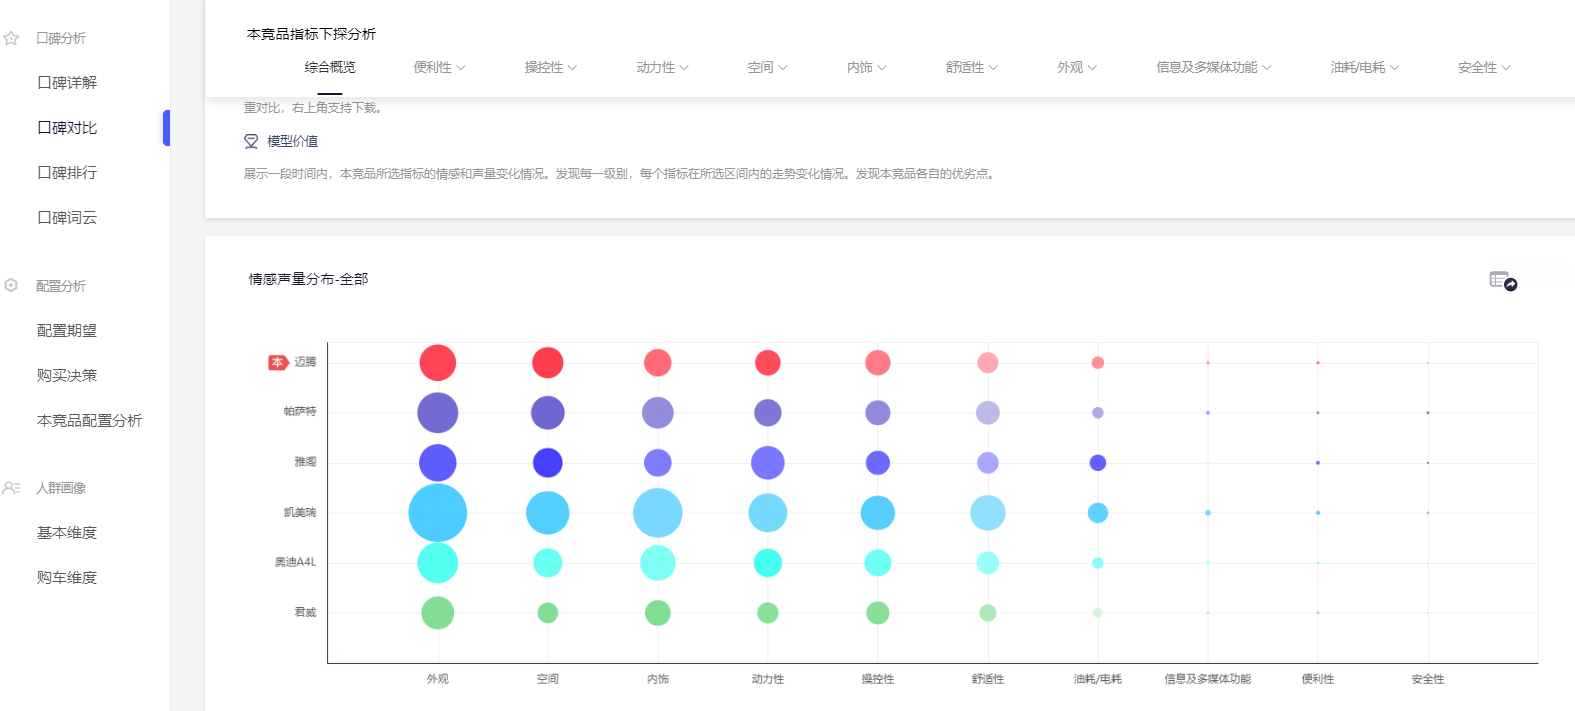 口碑分析
口碑详解
口碑对比
口碑排行
口碑词云
配置分析
配置期望
购买决策
本竞品配置分析
人群画像
基本维度
购车维度
本竞品指标下探分析
综合概览 便利性 操控性 动力性 空间 内饰 舒适性 外观 信息及多媒体功能 油耗/电耗 安全性
重对比，右上角支持下载。
模型价值
展示一段时间内，本竞品所选指标的情感和声量变化情况。发现每一级别，每个指标在所选区间内的走势变化情况。发现本竞品各自的优劣点。
情感声量分布-全部
本 迈腾
帕萨特
雅阁
凯美瑞
奥迪A4L
君威
外观 空间 内饰 动力性 操控性 舒适性 油耗/电耗 信息及多媒体功能 便利性 安全性